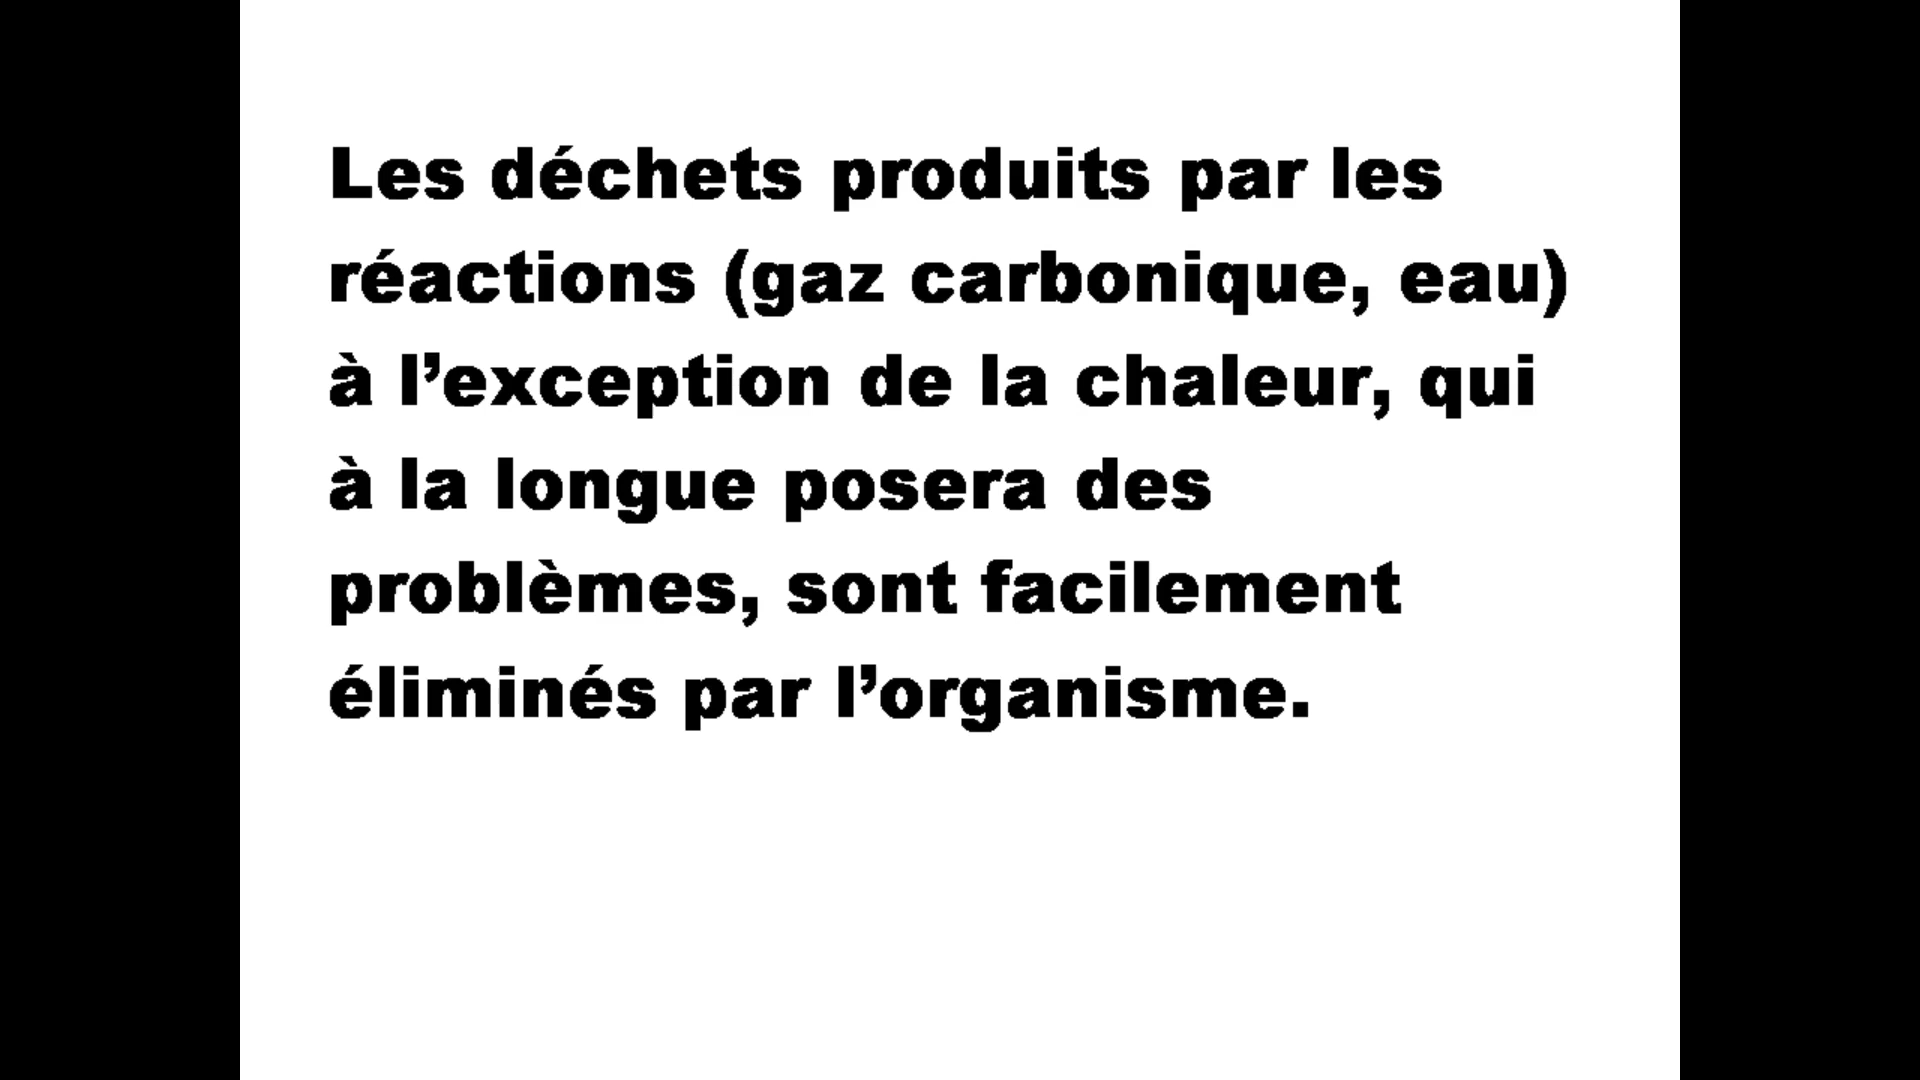 Les déchets produits par les
réactions (gaz carbonique, eau)
à l’exception de la chaleur, qui
à la longue posera des
problèmes, sont facilement
éliminés par l’organisme.